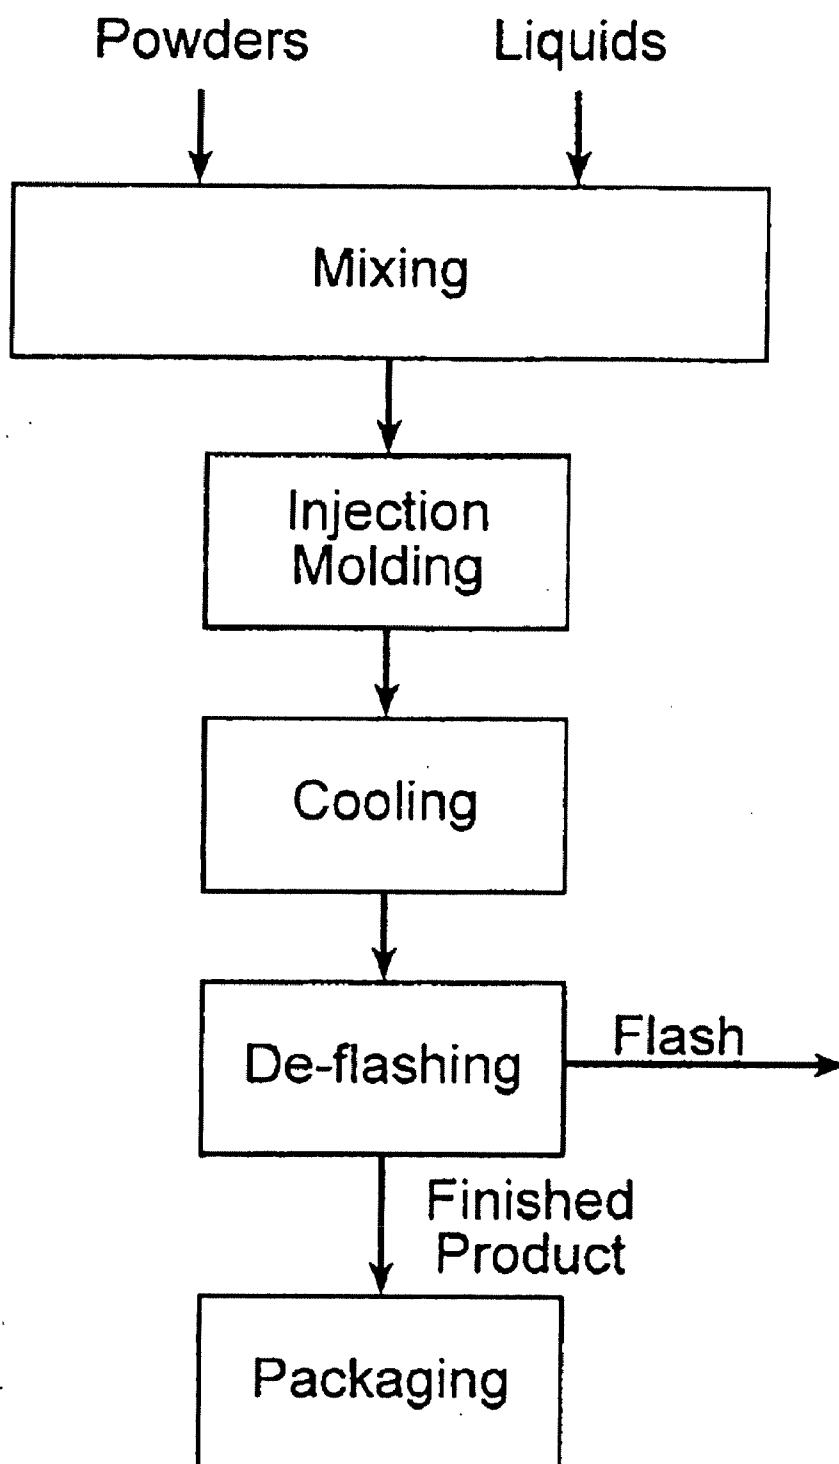 Powders
Liquids
Mixing
Injection
Molding
Cooling
De-flashing
Flash
Finished
Product
Packaging